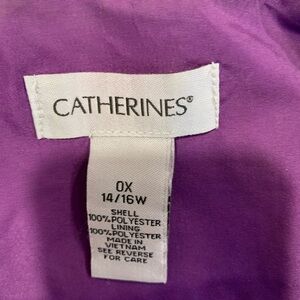 CATHERINES®
0X
14/16W
SHELL
100%POLYESTER
LINING
100%POLYESTER
MADE IN
VIETNAM
SEE REVERSE
FOR CARE